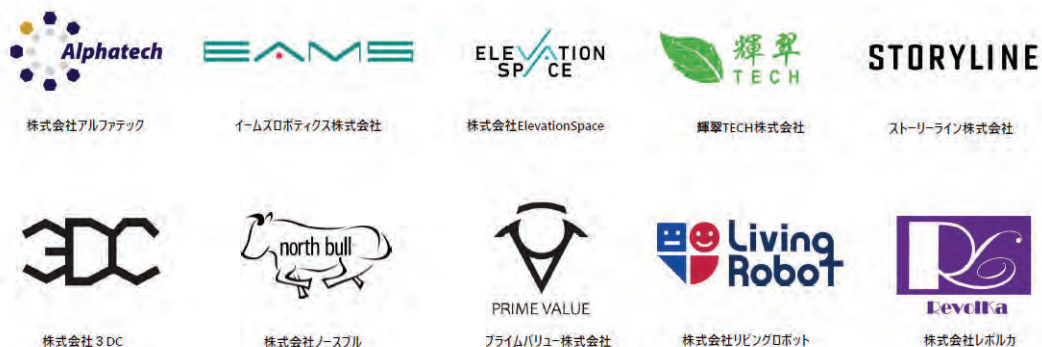 Alphatech
EAMS
ELEVATION
SPACE
輝翠
TECH
STORYLINE
株式会社アルファテック
イームズロボティクス株式会社
株式会社ElevationSpace
輝翠TECH株式会社
ストーリーライン株式会社
3DC
north bull
PRIME VALUE
Living
Robot
R
RevolKa
株式会社３DC
株式会社ノースブル
プライムバリュー株式会社
株式会社リビングロボット
株式会社レボルカ